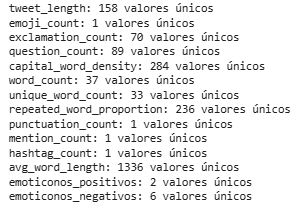 tweet_length: 158 valores únicos
emoji_count: 1 valores únicos
exclamation_count: 70 valores únicos
question_count: 89 valores únicos
capital_word_density: 284 valores únicos
word_count: 37 valores únicos
unique_word_count: 33 valores únicos
repeated_word_proportion: 236 valores únicos
punctuation_count: 1 valores únicos
mention_count: 1 valores únicos
hashtag_count: 1 valores únicos
avg_word_length: 1336 valores únicos
emoticonos_positivos: 2 valores únicos
emoticonos_negativos: 6 valores únicos